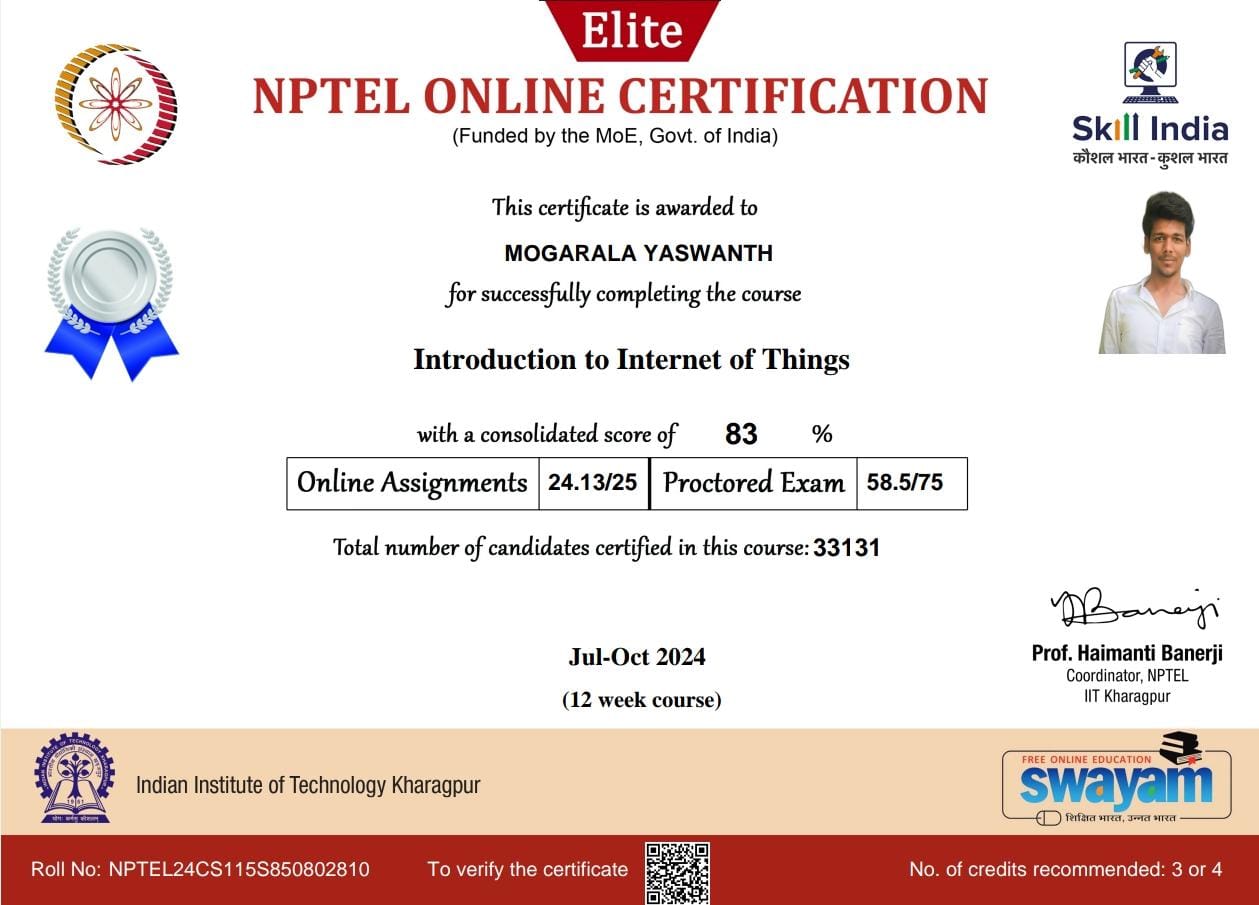 Elite
NPTEL ONLINE CERTIFICATION
(Funded by the MoE, Govt. of India)
Skill India
कौशल भारत - कुशल भारत
This certificate is awarded to
MOGARALA YASWANTH
for successfully completing the course
Introduction to Internet of Things
with a consolidated score of 83 %
Online Assignments 24.13/25 Proctored Exam 58.5/75
Total number of candidates certified in this course: 33131
Jul-Oct 2024
(12 week course)
Prof. Haimanti Banerji
Coordinator, NPTEL
IIT Kharagpur
Indian Institute of Technology Kharagpur
FREE ONLINE EDUCATION
swayam
शिक्षित भारत, उन्नत भारत
Roll No: NPTEL24CS115S850802810 To verify the certificate No. of credits recommended: 3 or 4